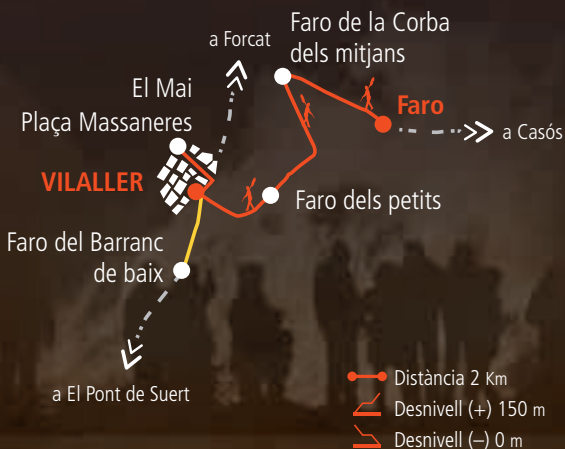 a Forcat
Faro de la Corba
dels mitjans
El Mai
Plaça Massaneres
Faro
a Casós
VILALLER
Faro dels petits
Faro del Barranc
de baix
a El Pont de Suert
Distància 2 Km
Desnivell (+) 150 m
Desnivell (–) 0 m